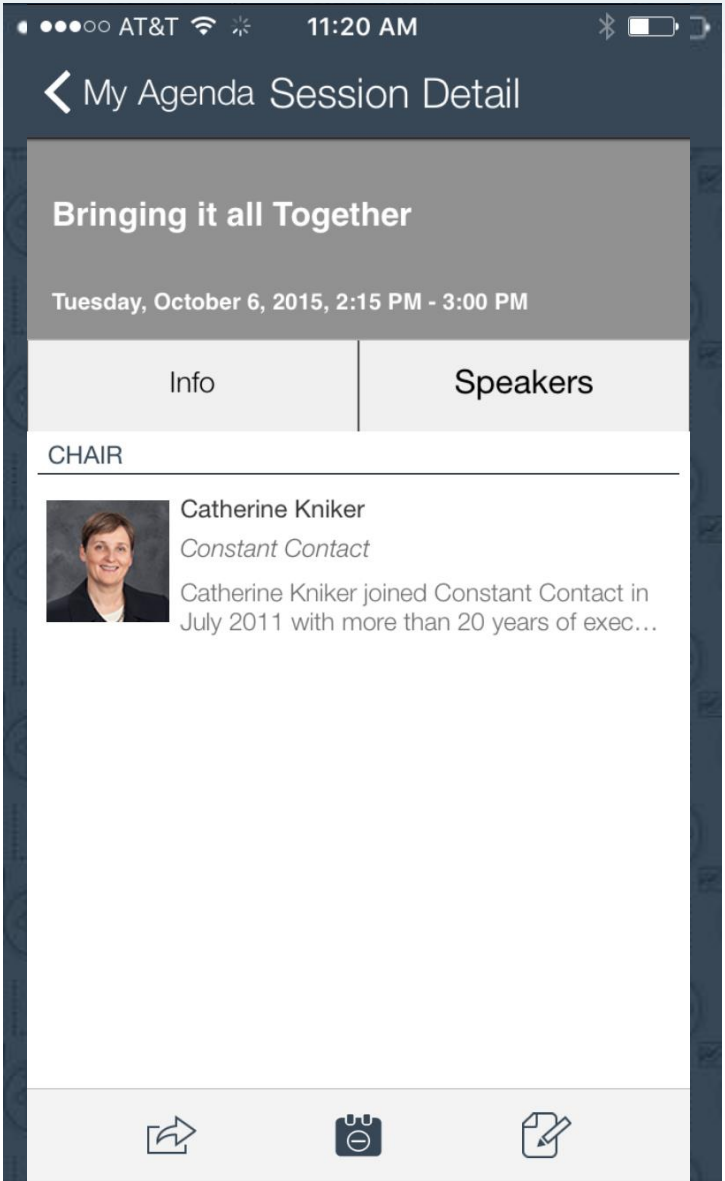 AT&T 11:20 AM
My Agenda Session Detail
Bringing it all Together
Tuesday, October 6, 2015, 2:15 PM - 3:00 PM
Info Speakers
CHAIR
Catherine Kniker
Constant Contact
Catherine Kniker joined Constant Contact in
July 2011 with more than 20 years of exec...